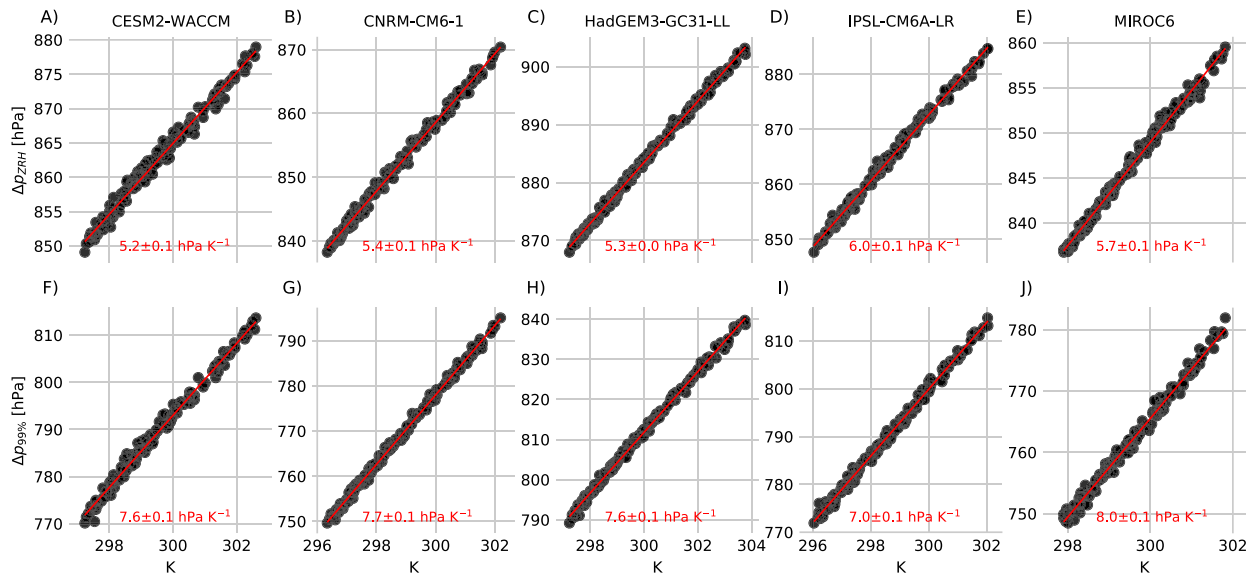 A) CESM2-WACCM B) CNRM-CM6-1 C) HadGEM3-GC31-LL D) IPSL-CM6A-LR E) MIROC6
Δp_ZRH [hPa]
880
875
870
865
860
855
850
5.2±0.1 hPa K⁻¹
870
860
850
840
5.4±0.1 hPa K⁻¹
900
890
880
870
5.3±0.0 hPa K⁻¹
880
870
860
850
6.0±0.1 hPa K⁻¹
860
855
850
845
840
5.7±0.1 hPa K⁻¹
F) G) H) I) J)
Δp_99% [hPa]
810
800
790
780
770
7.6±0.1 hPa K⁻¹
298 300 302
K
790
780
770
760
750
7.7±0.1 hPa K⁻¹
296 298 300 302
K
840
830
820
810
800
790
7.6±0.1 hPa K⁻¹
298 300 302 304
K
810
800
790
780
770
7.0±0.1 hPa K⁻¹
296 298 300 302
K
780
770
760
750
8.0±0.1 hPa K⁻¹
298 300 302
K